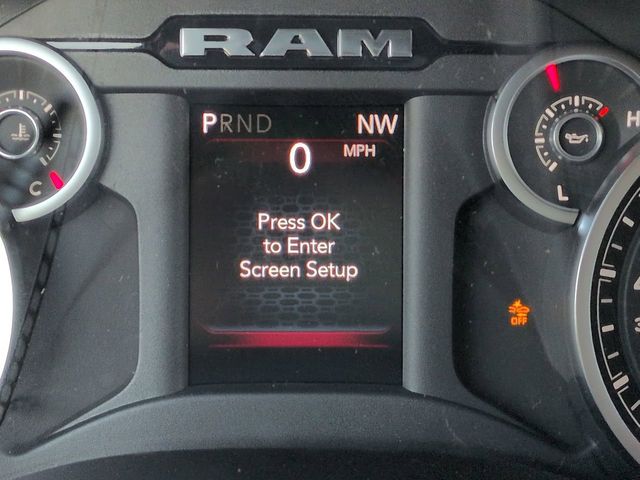 RAM
PRND
NW
0
MPH
Press OK
to Enter
Screen Setup
C
H
L
OFF